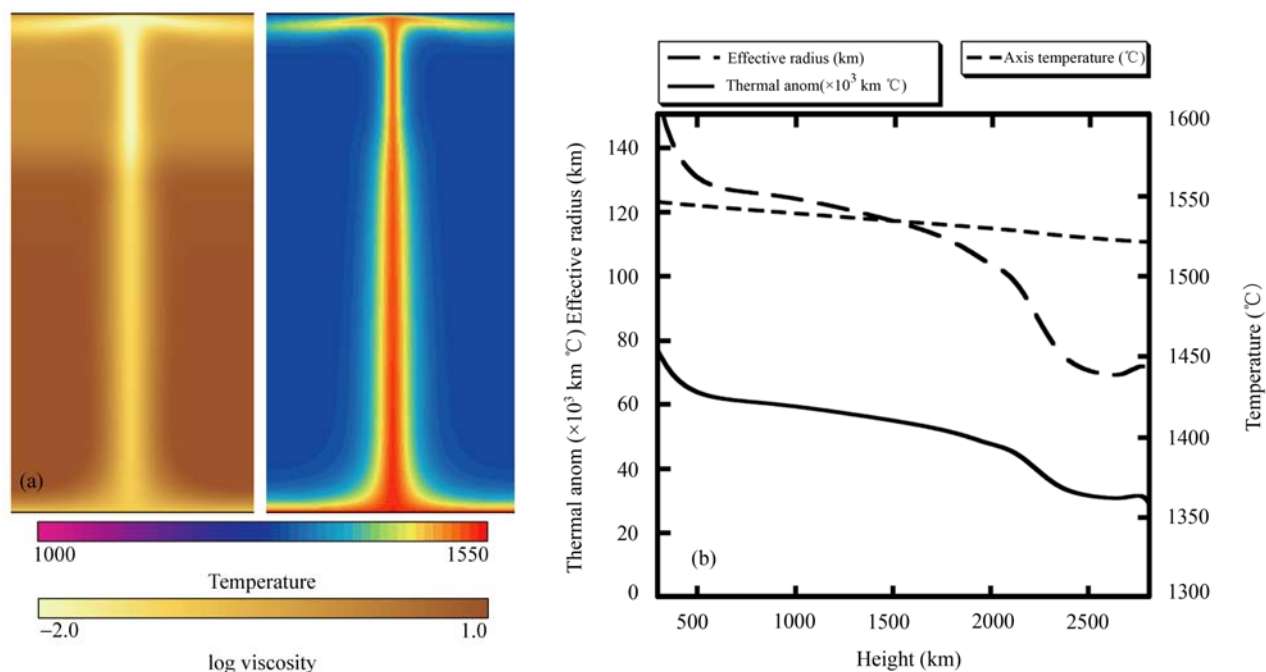 (a)
1000 1550
Temperature
−2.0 1.0
log viscosity
Effective radius (km)
Thermal anom(×10³ km ℃)
Axis temperature (℃)
Thermal anom (×10³ km ℃) Effective radius (km)
140
120
100
80
60
40
20
0
1600
1550
1500
1450
1400
1350
1300
Temperature (℃)
(b)
500 1000 1500 2000 2500
Height (km)